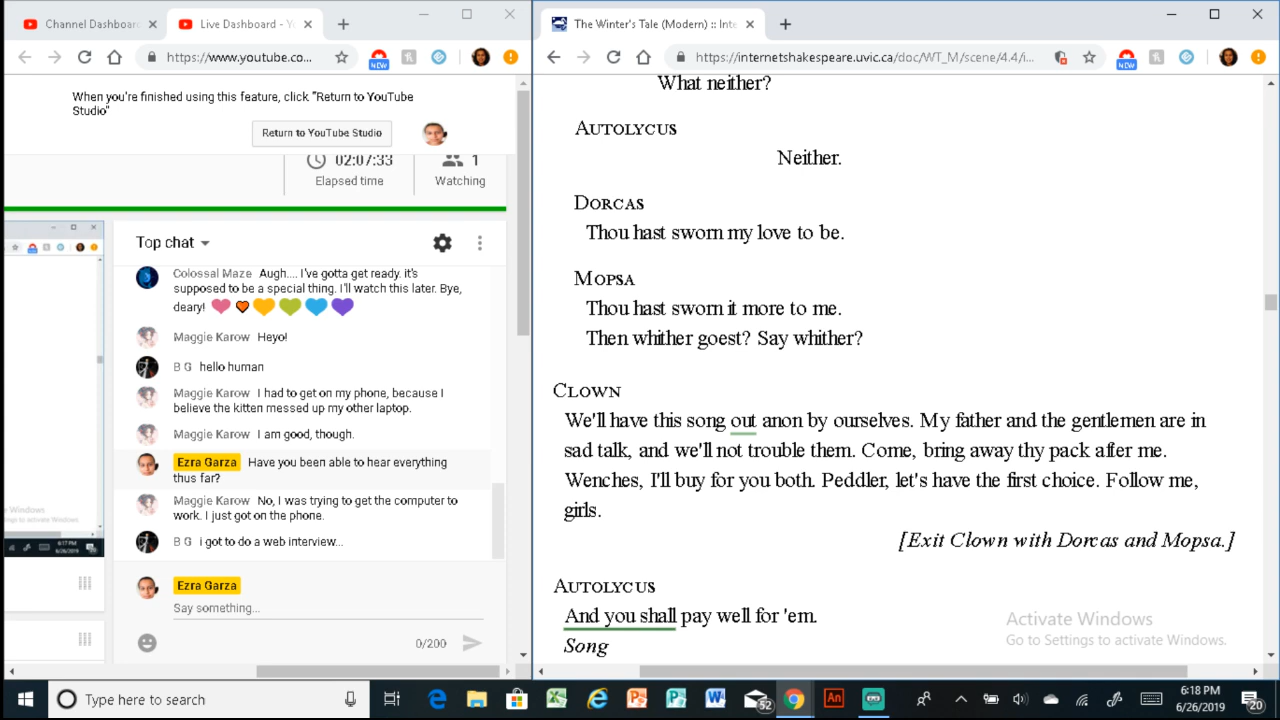 Channel Dashboard
Live Dashboard - Y
https://www.youtube.co...
NEW
When you're finished using this feature, click "Return to YouTube
Studio"
Return to YouTube Studio
02:07:33
1
Elapsed time
Watching
Top chat
Colossal Maze Augh.... I've gotta get ready. it's
supposed to be a special thing. I'll watch this later. Bye,
deary!
Maggie Karow Heyo!
B G hello human
Maggie Karow I had to get on my phone, because I
believe the kitten messed up my other laptop.
Maggie Karow I am good, though.
Ezra Garza Have you been able to hear everything
thus far?
Maggie Karow No, I was trying to get the computer to
work. I just got on the phone.
B G i got to do a web interview...
Ezra Garza
Say something...
0/200
The Winter's Tale (Modern) :: Inte
https://internetshakespeare.uvic.ca/doc/WT_M/scene/4.4/i...
NEW
What neither?
AUTOLYCUS
Neither.
DORCAS
Thou hast sworn my love to be.
MOPSA
Thou hast sworn it more to me.
Then whither goest? Say whither?
CLOWN
We'll have this song out anon by ourselves. My father and the gentlemen are in
sad talk, and we'll not trouble them. Come, bring away thy pack after me.
Wenches, I'll buy for you both. Peddler, let's have the first choice. Follow me,
girls.
[Exit Clown with Dorcas and Mopsa.]
AUTOLYCUS
And you shall pay well for 'em.
Song
Activate Windows
Go to Settings to activate Windows.
Type here to search
52
6:18 PM
6/26/2019
20